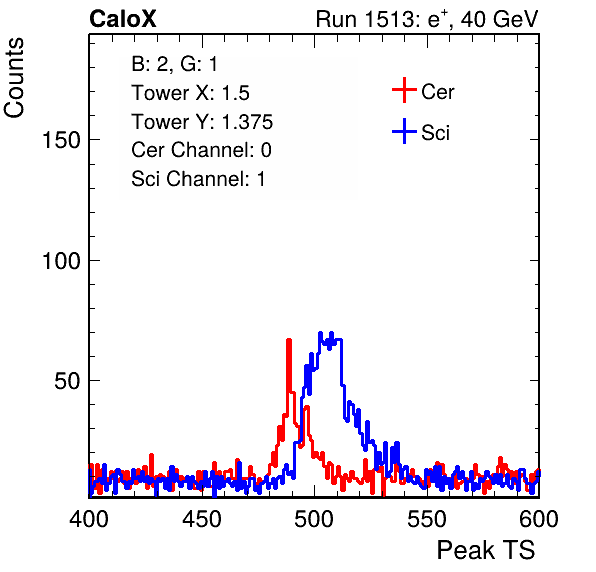 CaloX
Run 1513: e+, 40 GeV
Counts
B: 2, G: 1
Tower X: 1.5
Tower Y: 1.375
Cer Channel: 0
Sci Channel: 1
Cer
Sci
150
100
50
400 450 500 550 600
Peak TS